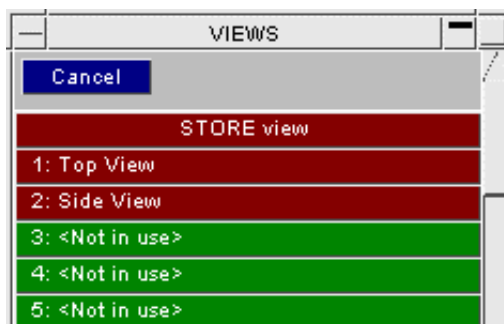 VIEWS
Cancel
STORE view
1: Top View
2: Side View
3: <Not in use>
4: <Not in use>
5: <Not in use>